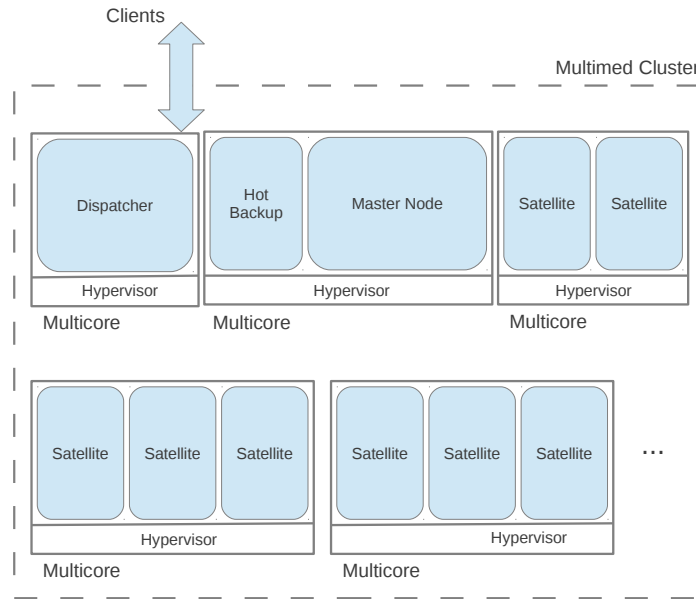 Clients
Multimed Cluster
Dispatcher
Hot
Backup
Master Node
Satellite
Satellite
Hypervisor
Hypervisor
Hypervisor
Multicore
Multicore
Multicore
Satellite
Satellite
Satellite
Satellite
Satellite
Satellite
...
Hypervisor
Hypervisor
Multicore
Multicore